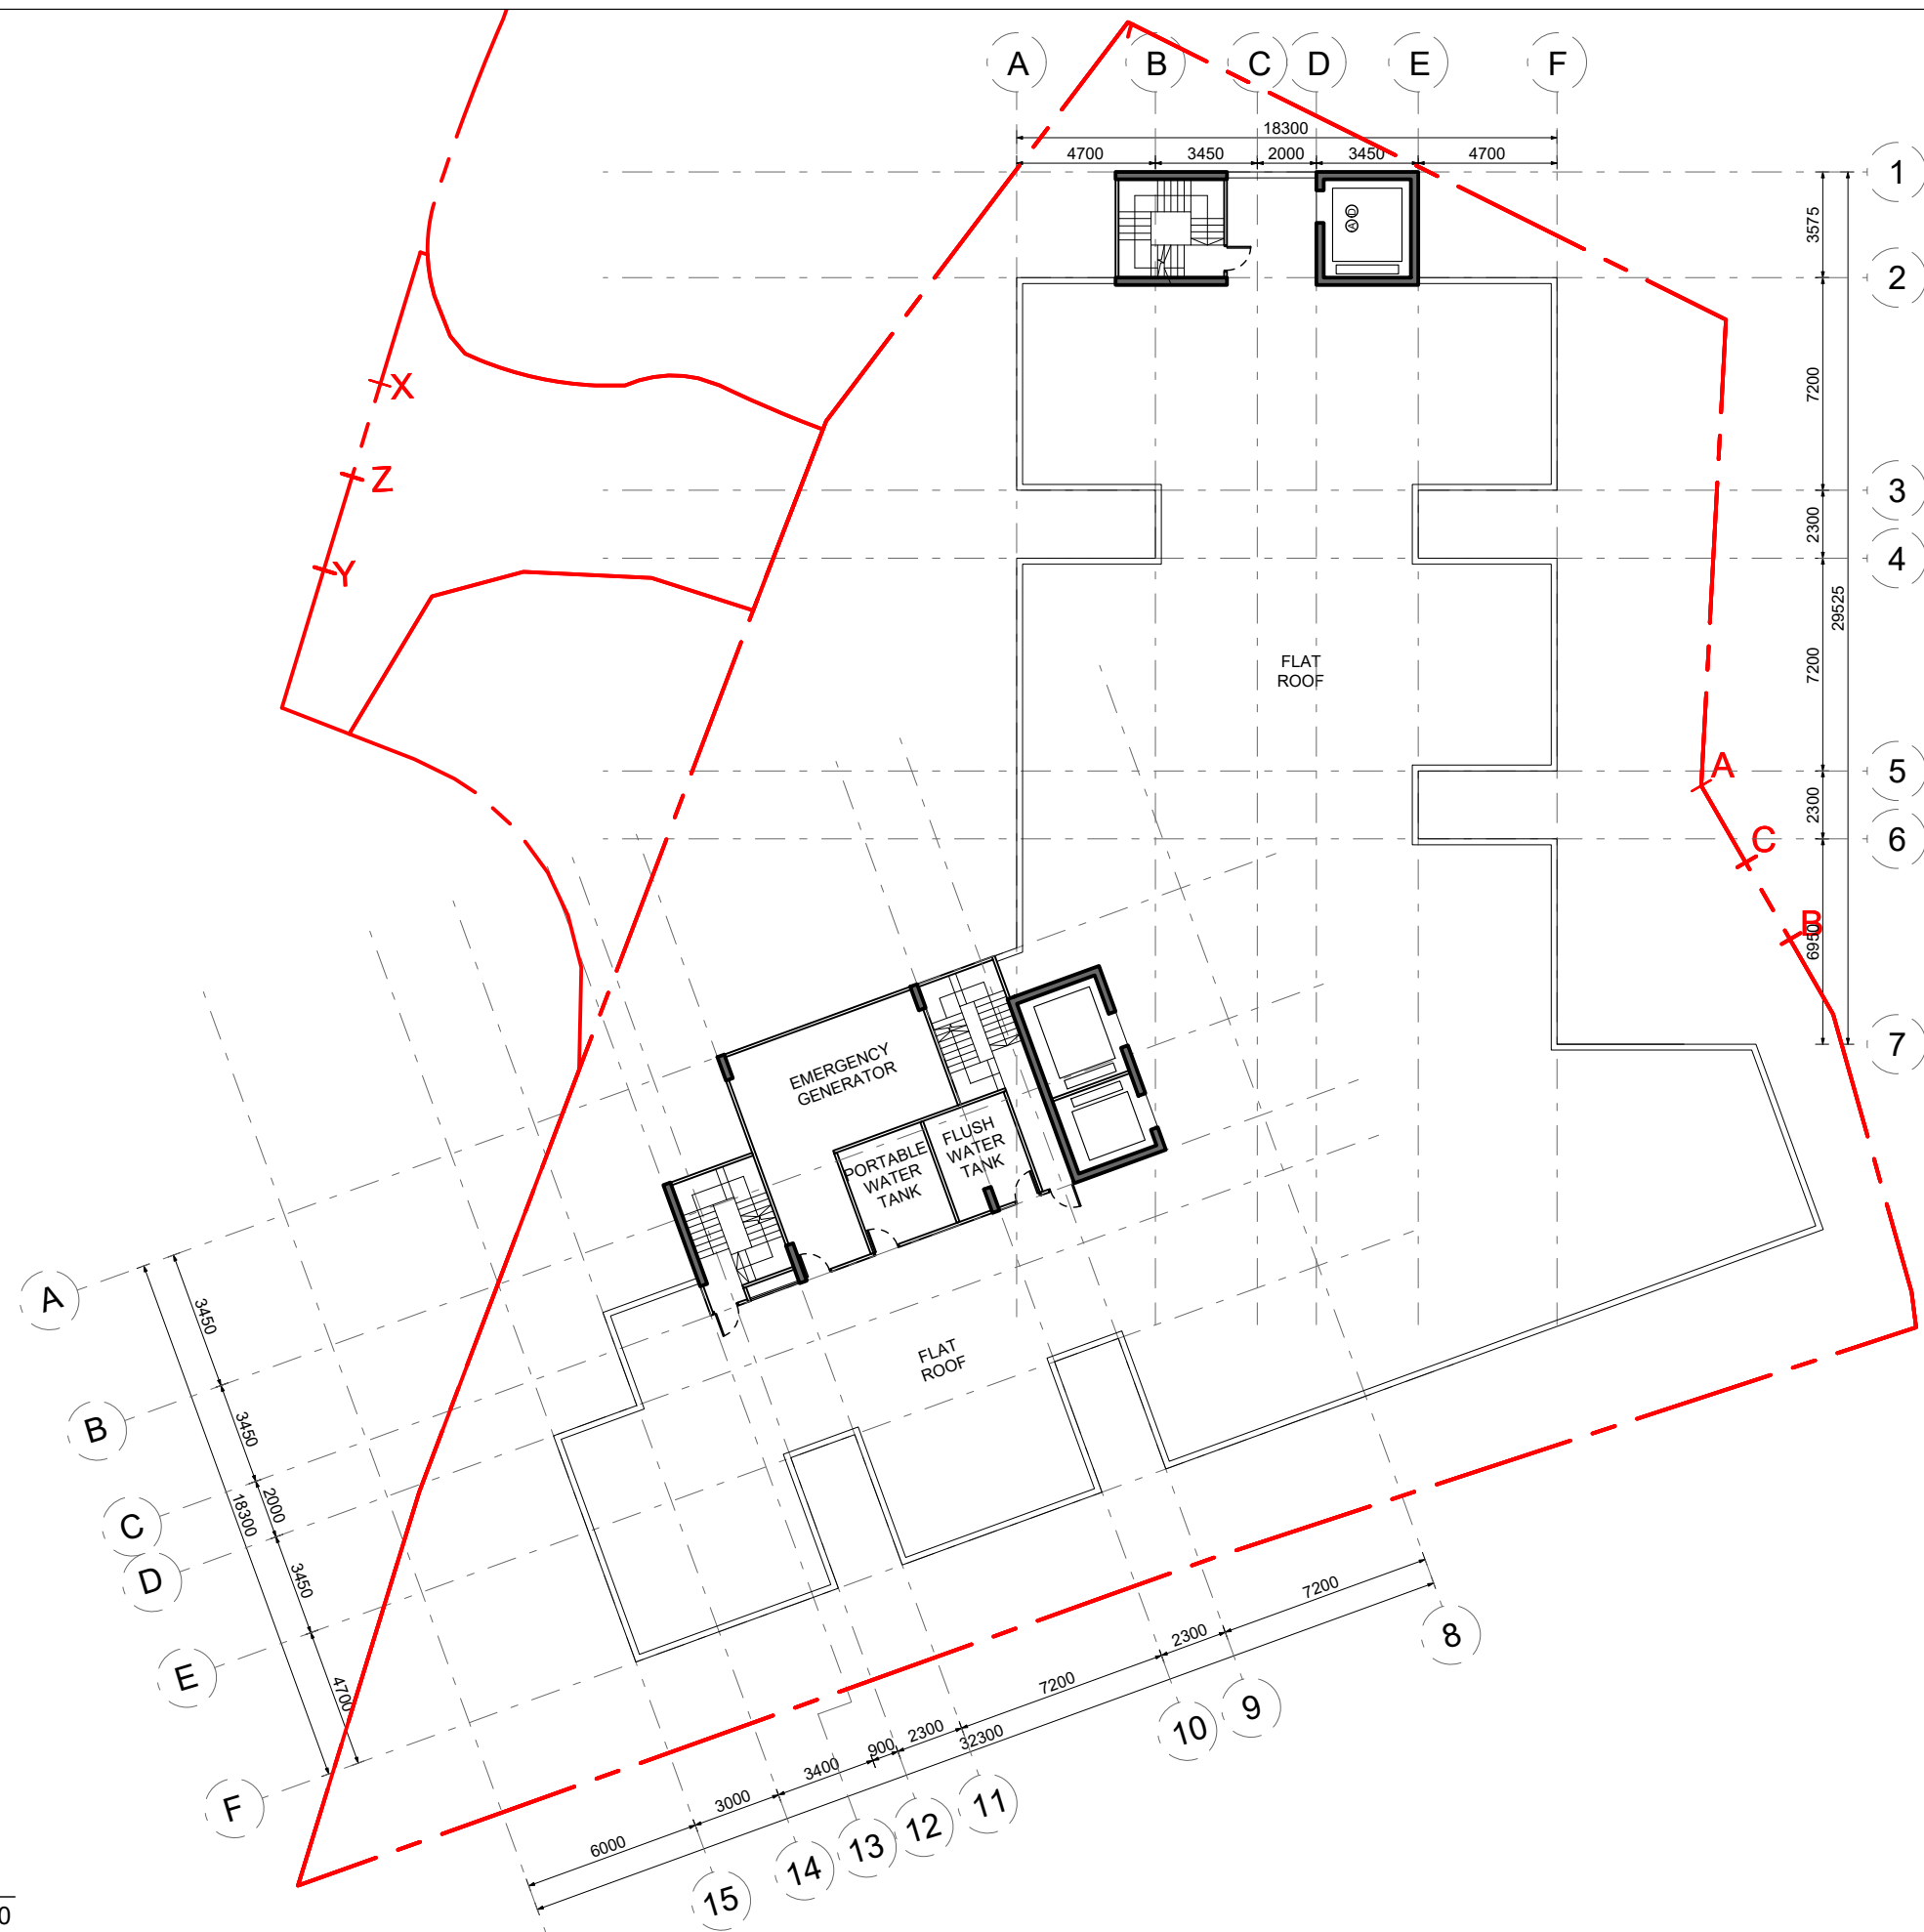 A B C D E F
18300
4700 3450 2000 3450 4700
1
3575
A D
2
7200
X
Z
3
2300
4
Y
29525
FLAT
ROOF
7200
A
5
2300
C
6
B
6950
7
EMERGENCY
GENERATOR
FLUSH
WATER
TANK
PORTABLE
WATER
TANK
A
3450
FLAT
ROOF
B
3450
C
2000
18300
D
3450
E
4700
F
7200
8
2300
9
7200
10
32300
2300
11
900
12
3400
13
3000
14
6000
15
0